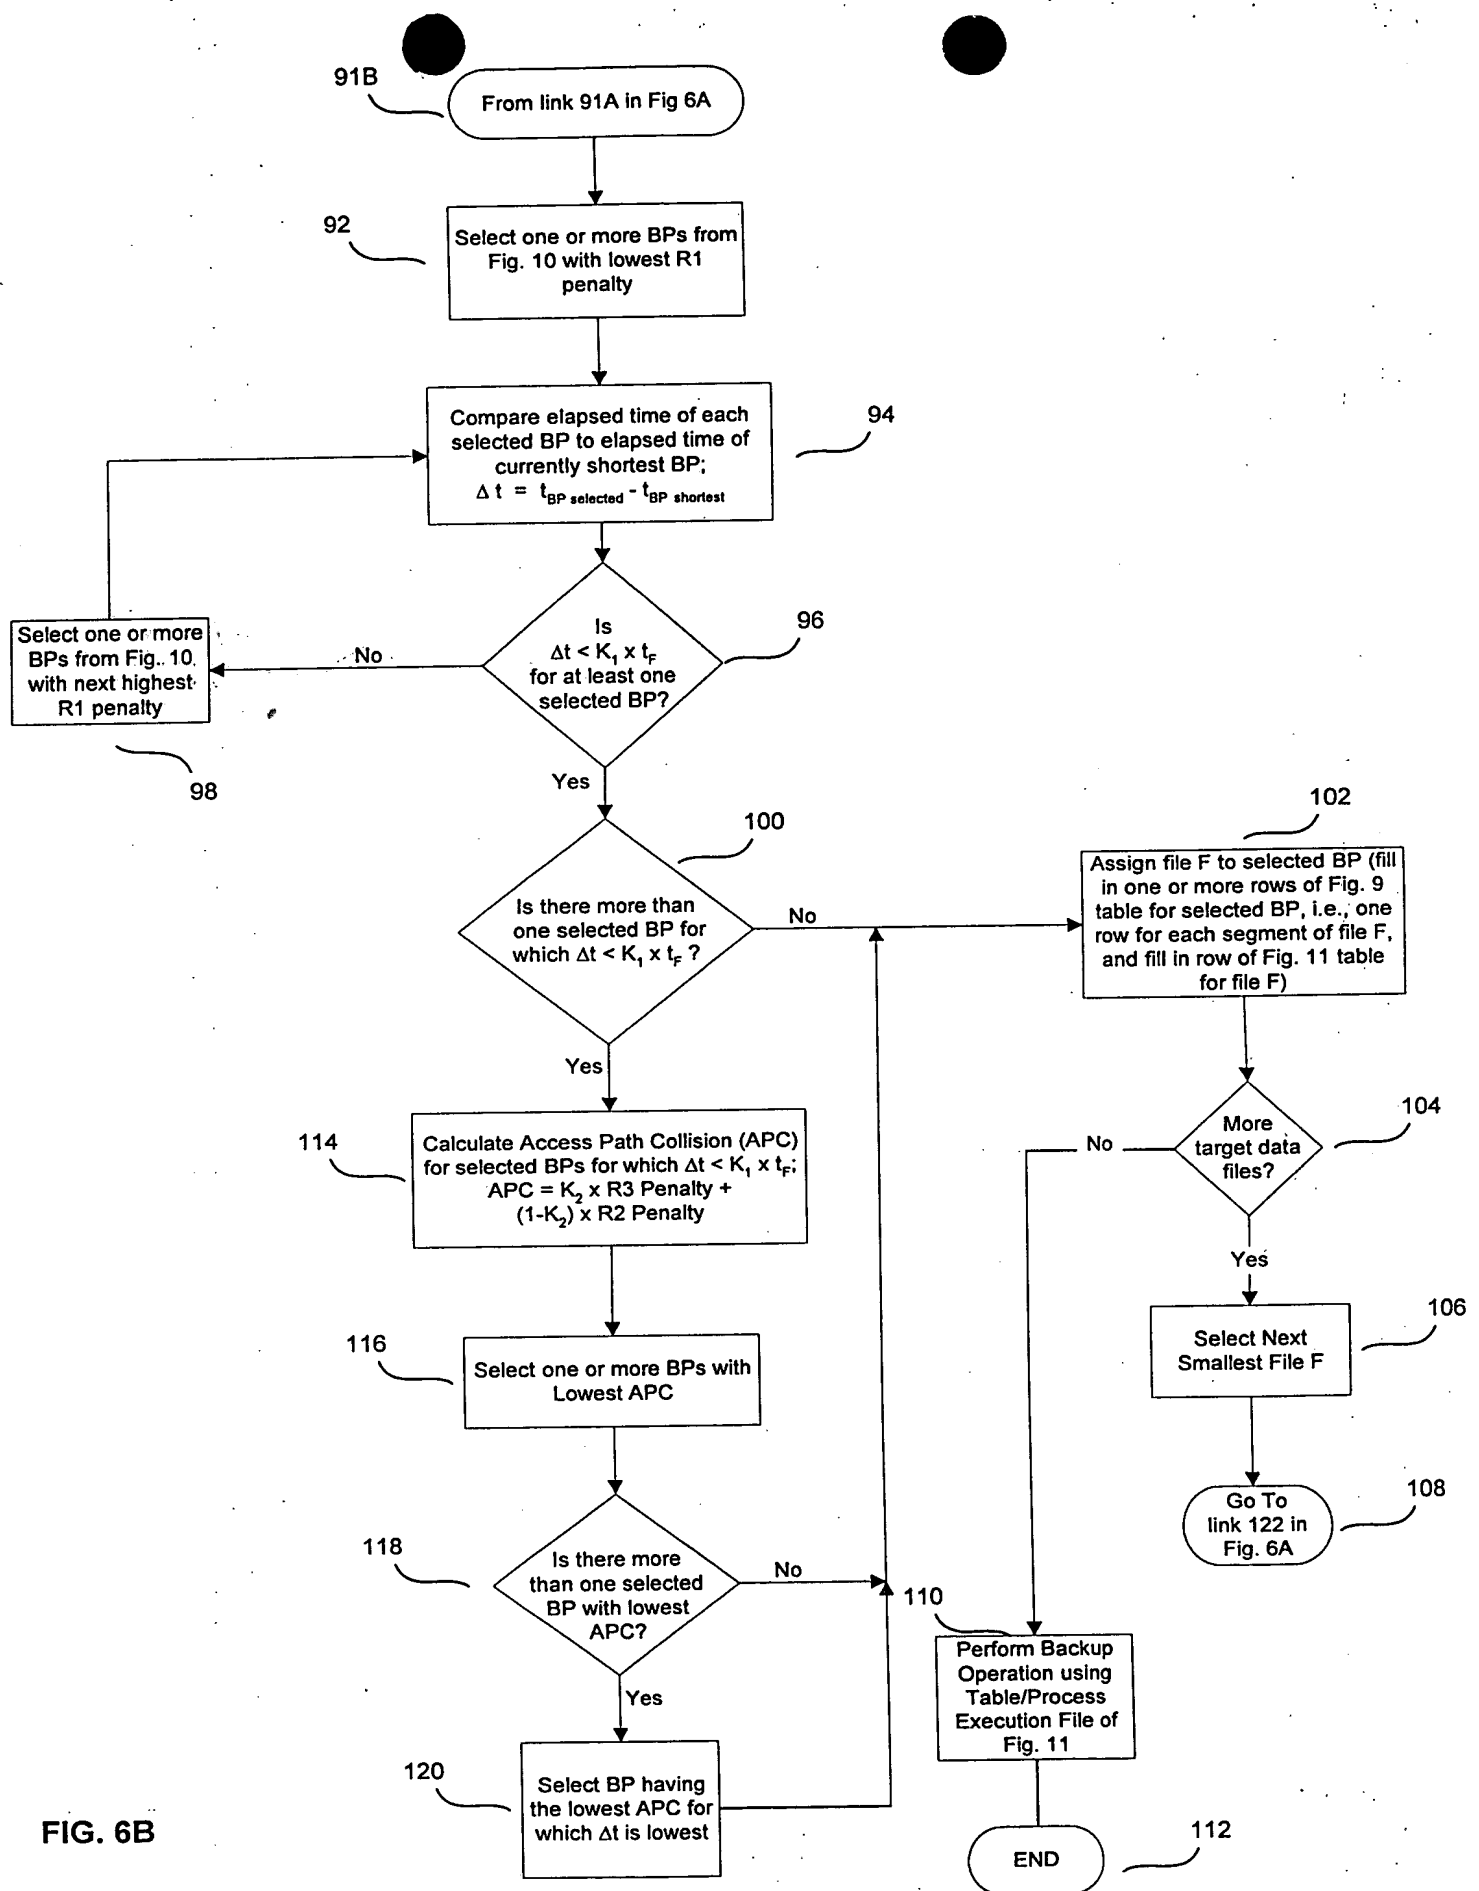 91B
From link 91A in Fig 6A
92
Select one or more BPs from
Fig. 10 with lowest R1
penalty
94
Compare elapsed time of each
selected BP to elapsed time of
currently shortest BP;
Δ t = t BP selected - t BP shortest
96
Is
Δt < K1 x tF
for at least one
selected BP?
No
Select one or more
BPs from Fig. 10
with next highest
R1 penalty
98
Yes
100
Is there more than
one selected BP for
which Δt < K1 x tF ?
No
102
Assign file F to selected BP (fill
in one or more rows of Fig. 9
table for selected BP, i.e., one
row for each segment of file F,
and fill in row of Fig. 11 table
for file F)
Yes
114
Calculate Access Path Collision (APC)
for selected BPs for which Δt < K1 x tF;
APC = K2 x R3 Penalty +
(1-K2) x R2 Penalty
104
More
target data
files?
No
Yes
106
Select Next
Smallest File F
116
Select one or more BPs with
Lowest APC
108
Go To
link 122 in
Fig. 6A
118
Is there more
than one selected
BP with lowest
APC?
No
Yes
110
Perform Backup
Operation using
Table/Process
Execution File of
Fig. 11
120
Select BP having
the lowest APC for
which Δt is lowest
112
END
FIG. 6B